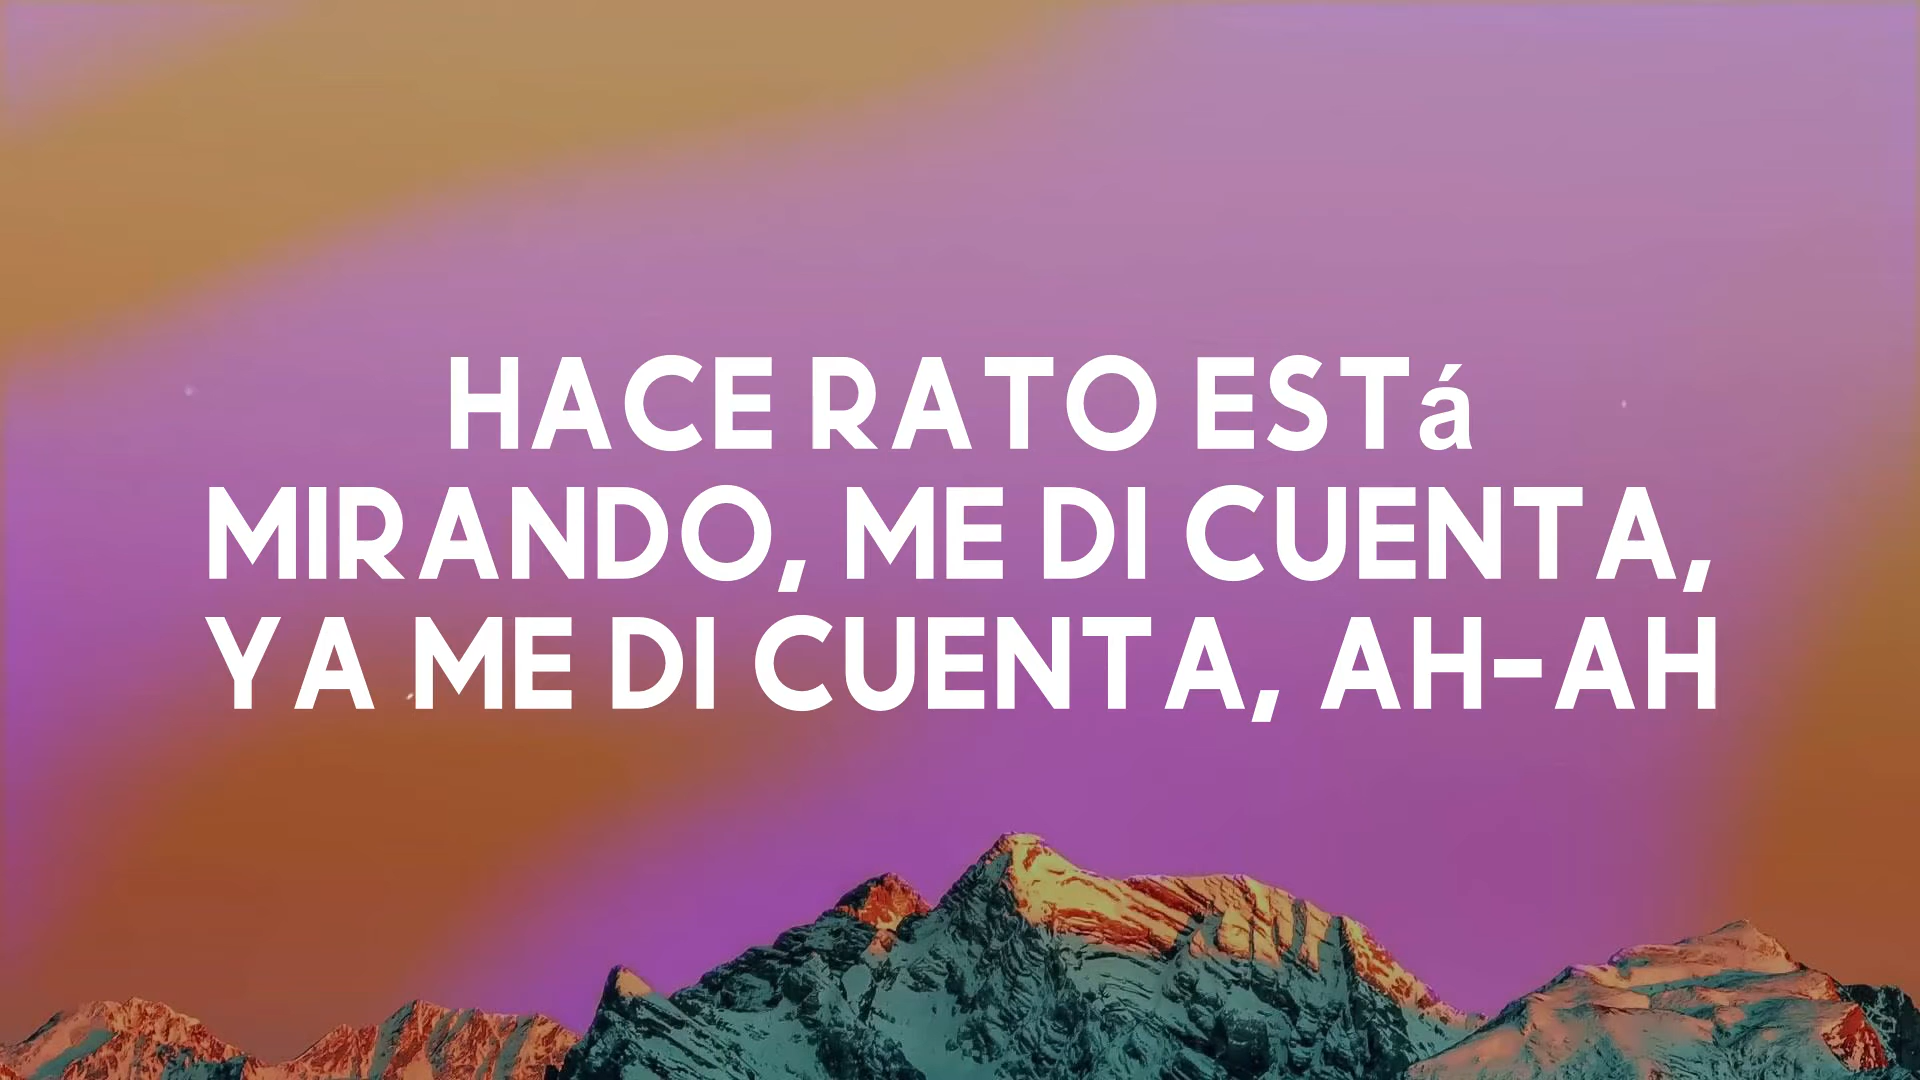 HACE RATO ESTá
MIRANDO, ME DI CUENTA,
YA ME DI CUENTA, AH-AH